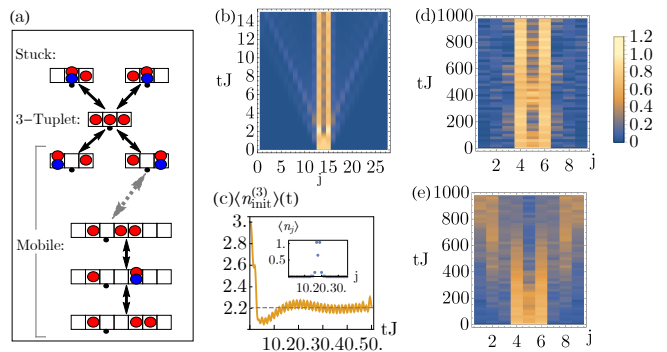 (a)
Stuck:
3−Tuplet:
Mobile:
(b)
tJ
14
12
10
8
6
4
2
0
0 5 10 15 20 25
j
(c)⟨n_init^(3)⟩(t)
3.
2.8
2.6
2.4
2.2
10.20.30.40.50.
tJ
⟨n_j⟩
1.
0.5
10.20.30.
j
(d)
tJ
1000
800
600
400
200
0
2 4 6 8
j
1.2
1.0
0.8
0.6
0.4
0.2
0
(e)
tJ
1000
800
600
400
200
0
2 4 6 8
j